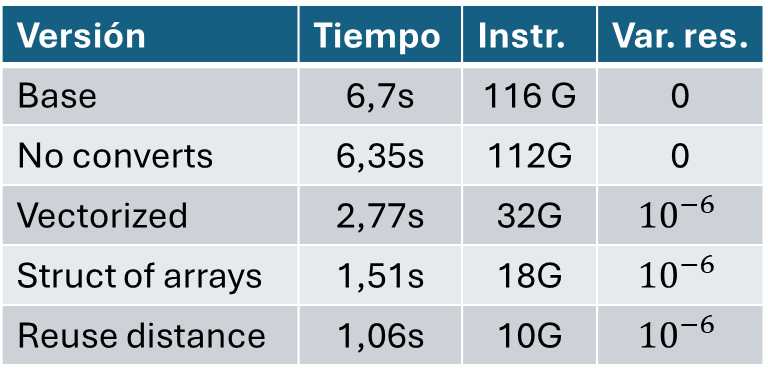 Versión Tiempo Instr. Var. res.
Base 6,7s 116 G 0
No converts 6,35s 112G 0
Vectorized 2,77s 32G 10⁻⁶
Struct of arrays 1,51s 18G 10⁻⁶
Reuse distance 1,06s 10G 10⁻⁶